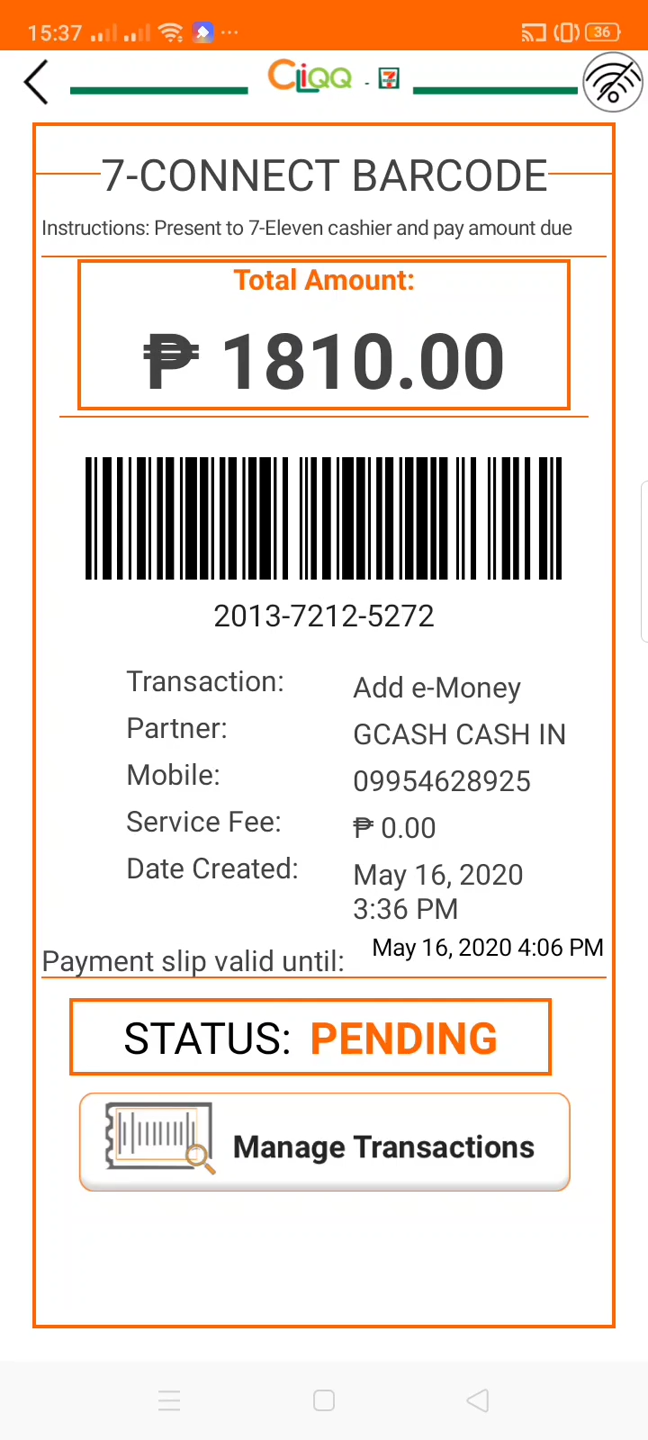 15:37 ... 36
CLiQQ - 7
7-CONNECT BARCODE
Instructions: Present to 7-Eleven cashier and pay amount due
Total Amount:
₱ 1810.00
2013-7212-5272
Transaction: Add e-Money
Partner: GCASH CASH IN
Mobile: 09954628925
Service Fee: ₱ 0.00
Date Created: May 16, 2020
3:36 PM
Payment slip valid until: May 16, 2020 4:06 PM
STATUS: PENDING
Manage Transactions